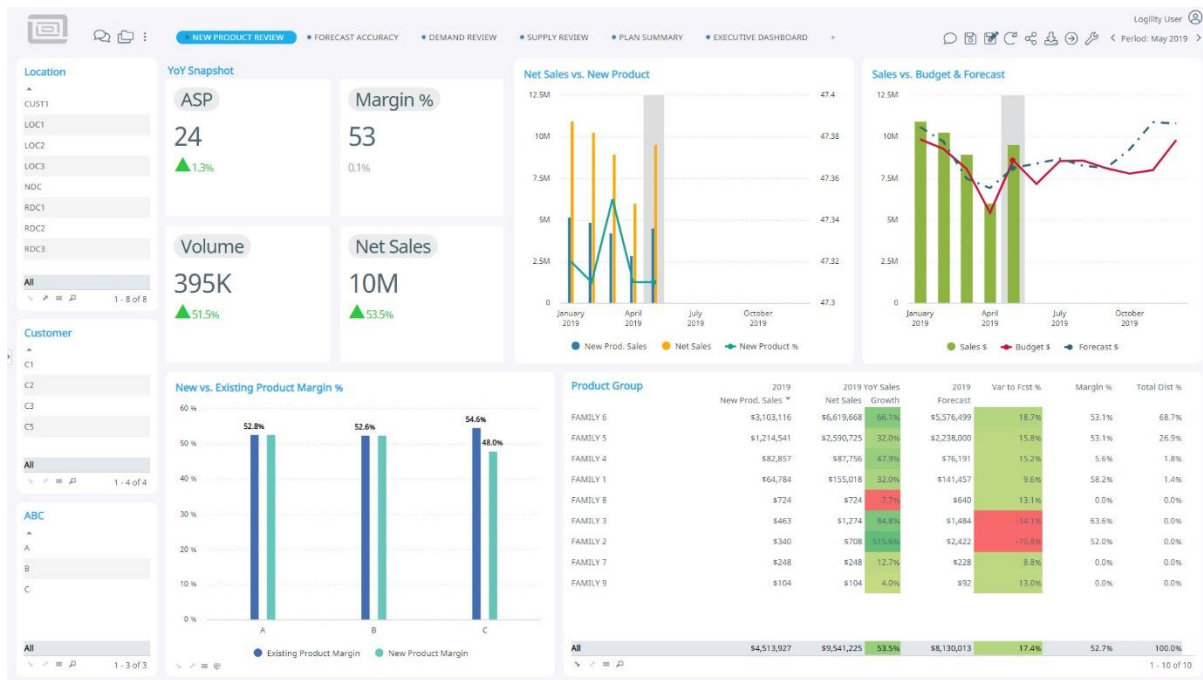 Logility User
NEW PRODUCT REVIEW
FORECAST ACCURACY
DEMAND REVIEW
SUPPLY REVIEW
PLAN SUMMARY
EXECUTIVE DASHBOARD
Period: May 2019
Location
CUST1
LOC1
LOC2
LOC3
NDC
RDC1
RDC2
RDC3
All
1 - 8 of 8
Customer
C1
C2
C3
C5
All
1 - 4 of 4
ABC
A
B
C
All
1 - 3 of 3
YoY Snapshot
ASP
24
1.3%
Margin %
53
0.1%
Volume
395K
51.5%
Net Sales
10M
53.5%
Net Sales vs. New Product
12.5M
10M
7.5M
5M
2.5M
0
47.4
47.38
47.36
47.34
47.32
47.3
January 2019
April 2019
July 2019
October 2019
New Prod. Sales
Net Sales
New Product %
Sales vs. Budget & Forecast
12.5M
10M
7.5M
5M
2.5M
0
January 2019
April 2019
July 2019
October 2019
Sales $
Budget $
Forecast $
New vs. Existing Product Margin %
60 %
50 %
40 %
30 %
20 %
10 %
0 %
52.8%
52.6%
54.6%
48.0%
A
B
C
Existing Product Margin
New Product Margin
Product Group
2019 2019 YoY Sales 2019 Var to Fcst % Margin % Total Dist %
New Prod. Sales Net Sales Growth Forecast
FAMILY 6 $3,103,116 $6,619,668 66.1% $5,576,499 18.7% 53.1% 68.7%
FAMILY 5 $1,214,541 $2,590,725 32.0% $2,238,000 15.8% 53.1% 26.9%
FAMILY 4 $82,857 $87,756 47.9% $76,191 15.2% 5.6% 1.8%
FAMILY 1 $64,784 $155,018 32.0% $141,457 9.6% 58.2% 1.4%
FAMILY 8 $724 $724 -7.7% $640 13.1% 0.0% 0.0%
FAMILY 3 $463 $1,274 84.8% $1,484 -14.1% 63.6% 0.0%
FAMILY 2 $340 $708 515.6% $2,422 -70.8% 52.0% 0.0%
FAMILY 7 $248 $248 12.7% $228 8.8% 0.0% 0.0%
FAMILY 9 $104 $104 4.0% $92 13.0% 0.0% 0.0%
All $4,513,927 $9,541,225 53.5% $8,130,013 17.4% 52.7% 100.0%
1 - 10 of 10